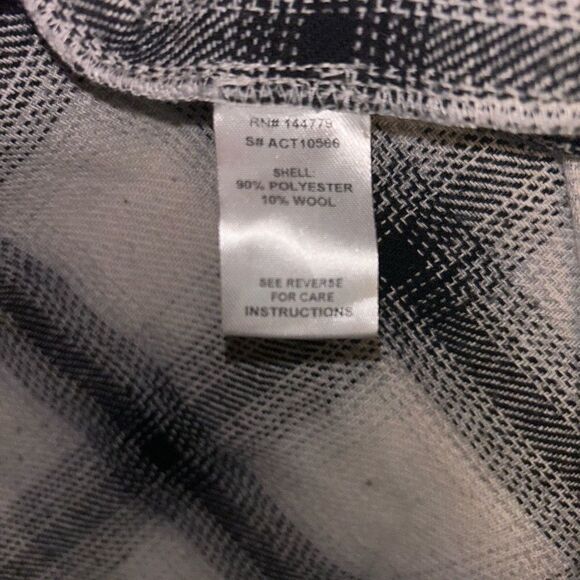 RN# 144779
S# ACT10566
SHELL:
90% POLYESTER
10% WOOL
SEE REVERSE
FOR CARE
INSTRUCTIONS